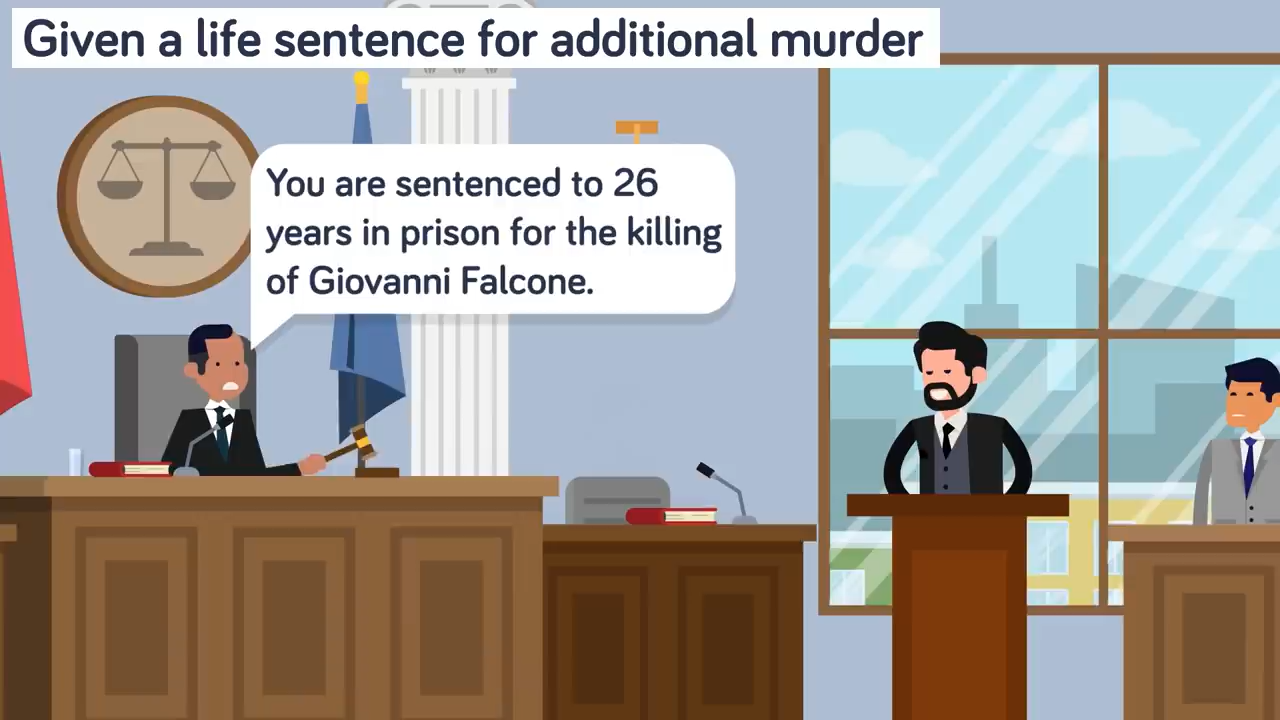 Given a life sentence for additional murder
You are sentenced to 26
years in prison for the killing
of Giovanni Falcone.